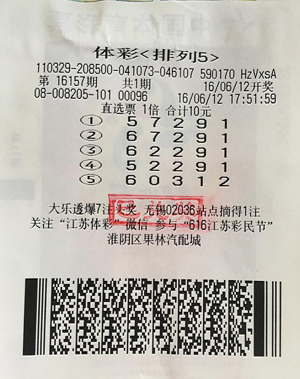 体彩<排列5>
110329-208500-041073-046107 590170 HzVxsA
第 16157期 共1期 16/06/12开奖
08-008205-101 00096 16/06/12 17:51:59
直选票 1倍 合计10元
① 5 7 2 9 1
② 6 7 2 9 1
③ 6 2 2 9 1
④ 5 2 2 9 1
⑤ 6 0 3 1 2
大乐透爆7注大奖 无锡02036站点摘得1注
关注“江苏体彩”微信 参与“616江苏彩民节”
淮阴区果林汽配城